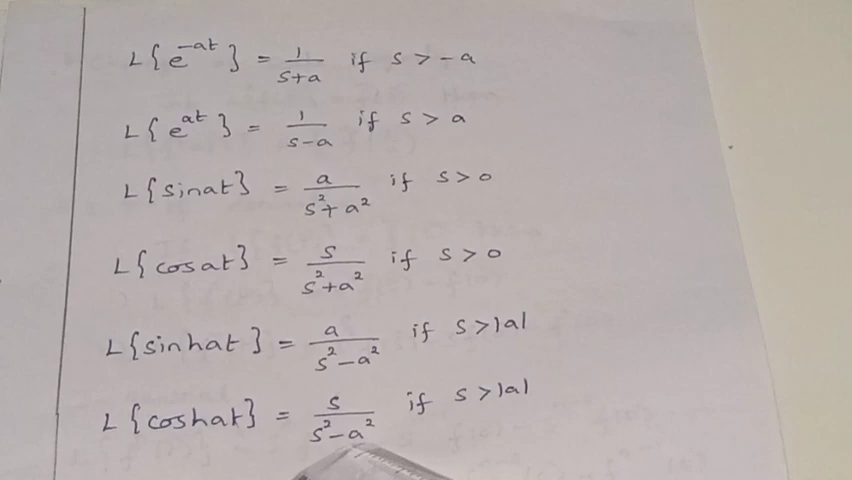 L{e^{-at}} = 1/(s+a) if s > -a
L{e^{at}} = 1/(s-a) if s > a
L{sinat} = a/(s²+a²) if s>0
L{cosat} = s/(s²+a²) if s>0
L{sinhat} = a/(s²-a²) if s>|a|
L{coshat} = s/(s²-a²) if s>|a|